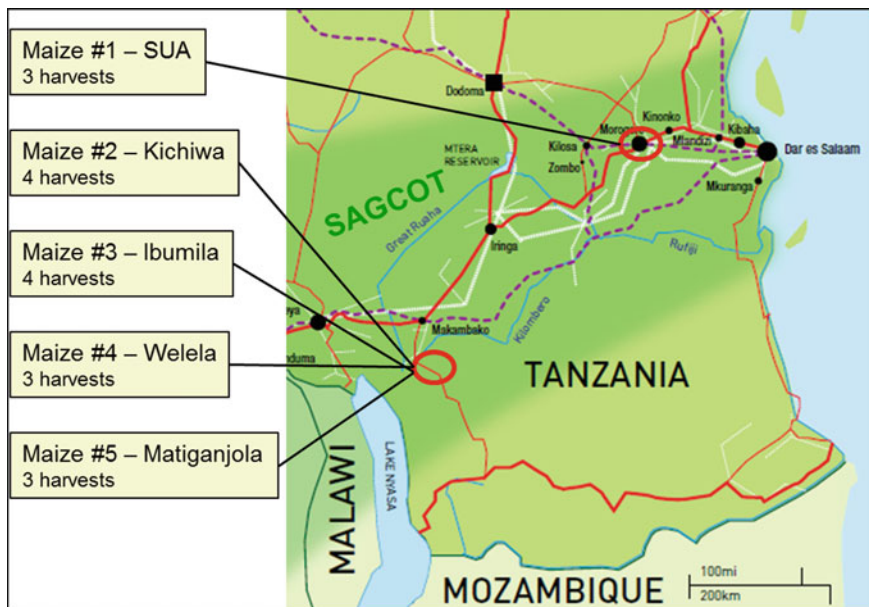 Maize #1 – SUA
3 harvests
Maize #2 – Kichiwa
4 harvests
Maize #3 – Ibumila
4 harvests
Maize #4 – Welela
3 harvests
Maize #5 – Matiganjola
3 harvests
Dodoma
MTERA
RESERVOIR
Kilosa
Zombo
Morogoro
Kinonko
Mlandizi
Kibaha
Dar es Salaam
Mkuranga
SAGCOT
Great Ruaha
Iringa
Rufiji
Kilombero
Makambako
TANZANIA
MALAWI
LAKE NYASA
MOZAMBIQUE
100mi
200km